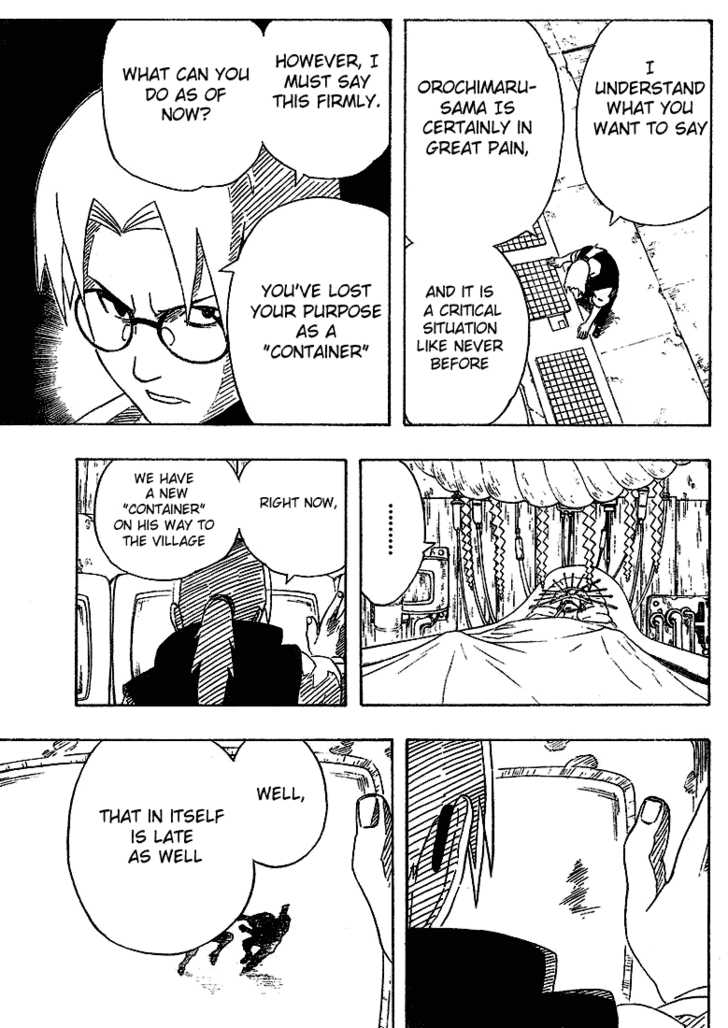 I
UNDERSTAND
WHAT YOU
WANT TO SAY
OROCHIMARU-
SAMA IS
CERTAINLY IN
GREAT PAIN,
AND IT IS
A CRITICAL
SITUATION
LIKE NEVER
BEFORE
HOWEVER, I
MUST SAY
THIS FIRMLY.
WHAT CAN YOU
DO AS OF
NOW?
YOU'VE LOST
YOUR PURPOSE
AS A
"CONTAINER"
.........
RIGHT NOW,
WE HAVE
A NEW
"CONTAINER"
ON HIS WAY TO
THE VILLAGE
WELL,
THAT IN ITSELF
IS LATE
AS WELL